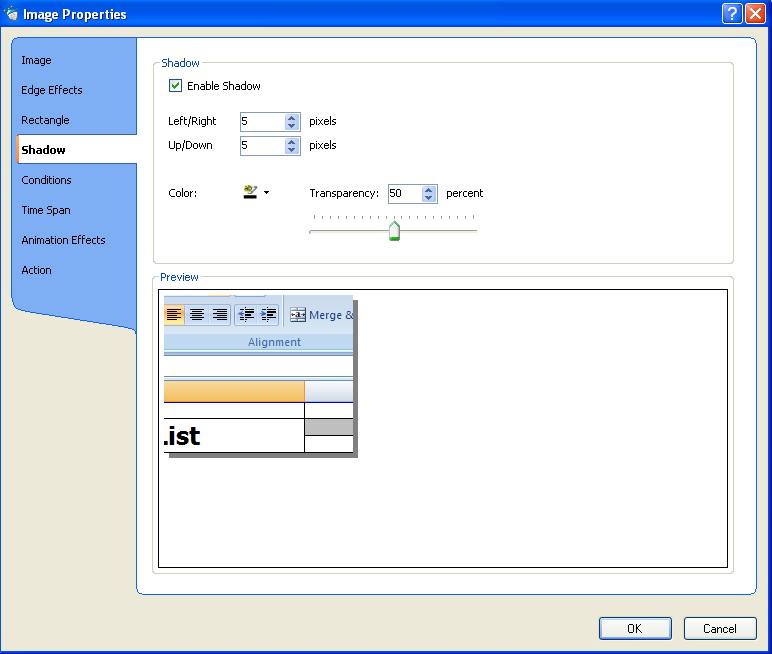 Image Properties
Image
Edge Effects
Rectangle
Shadow
Conditions
Time Span
Animation Effects
Action
Shadow
Enable Shadow
Left/Right 5 pixels
Up/Down 5 pixels
Color: Transparency: 50 percent
Preview
Merge &
Alignment
.ist
OK Cancel